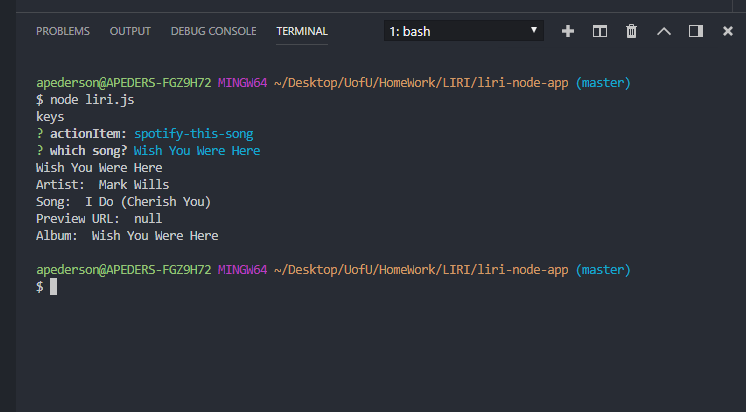 PROBLEMS OUTPUT DEBUG CONSOLE TERMINAL 1: bash
apederson@APEDERS-FGZ9H72 MINGW64 ~/Desktop/UofU/HomeWork/LIRI/liri-node-app (master)
$ node liri.js
keys
? actionItem: spotify-this-song
? which song? Wish You Were Here
Wish You Were Here
Artist:  Mark Wills
Song:  I Do (Cherish You)
Preview URL:  null
Album:  Wish You Were Here
apederson@APEDERS-FGZ9H72 MINGW64 ~/Desktop/UofU/HomeWork/LIRI/liri-node-app (master)
$